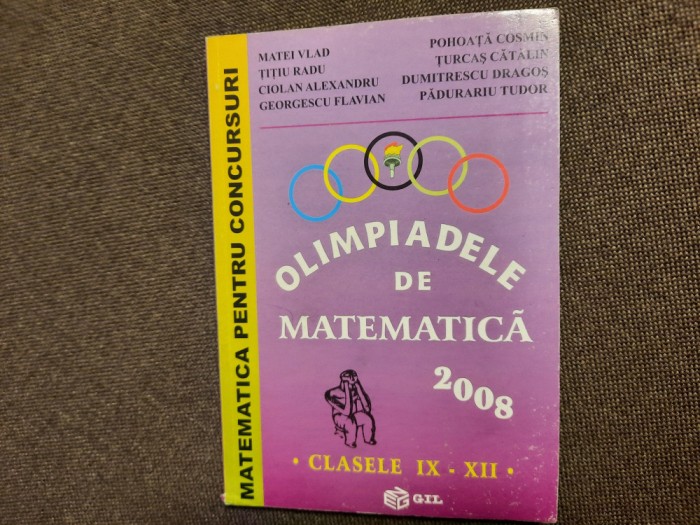 MATEMATICA PENTRU CONCURSURI
MATEI VLAD
ȚIȚIU RADU
CIOLAN ALEXANDRU
GEORGESCU FLAVIAN
POHOAȚĂ COSMIN
ȚURCAȘ CĂTĂLIN
DUMITRESCU DRAGOȘ
PĂDURARIU TUDOR
OLIMPIADELE
DE
MATEMATICĂ
2008
• CLASELE IX - XII •
GIL